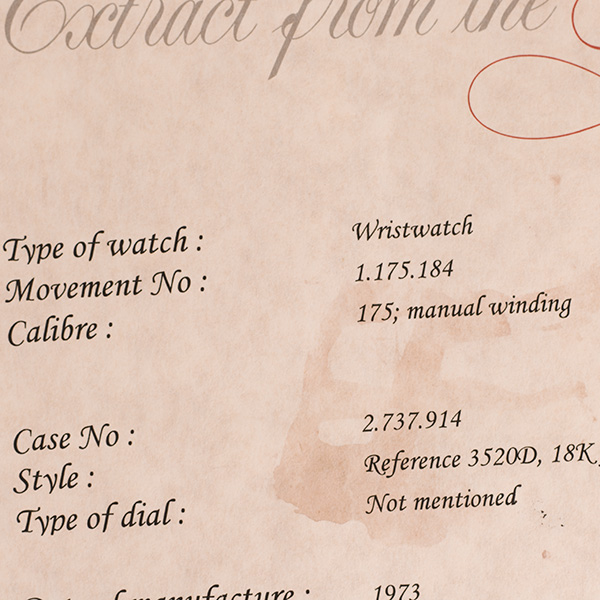 Extract from the
Type of watch : Wristwatch
Movement No : 1.175.184
Calibre : 175; manual winding
Case No : 2.737.914
Style : Reference 3520D, 18K
Type of dial : Not mentioned
manufacture : 1973